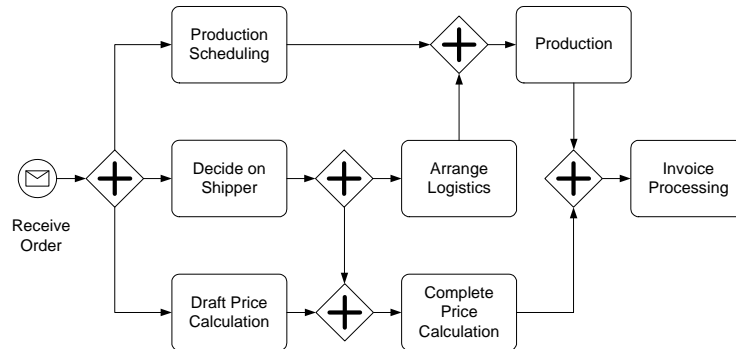 Production
Scheduling
Production
Decide on
Shipper
Arrange
Logistics
Invoice
Processing
Receive
Order
Draft Price
Calculation
Complete
Price
Calculation